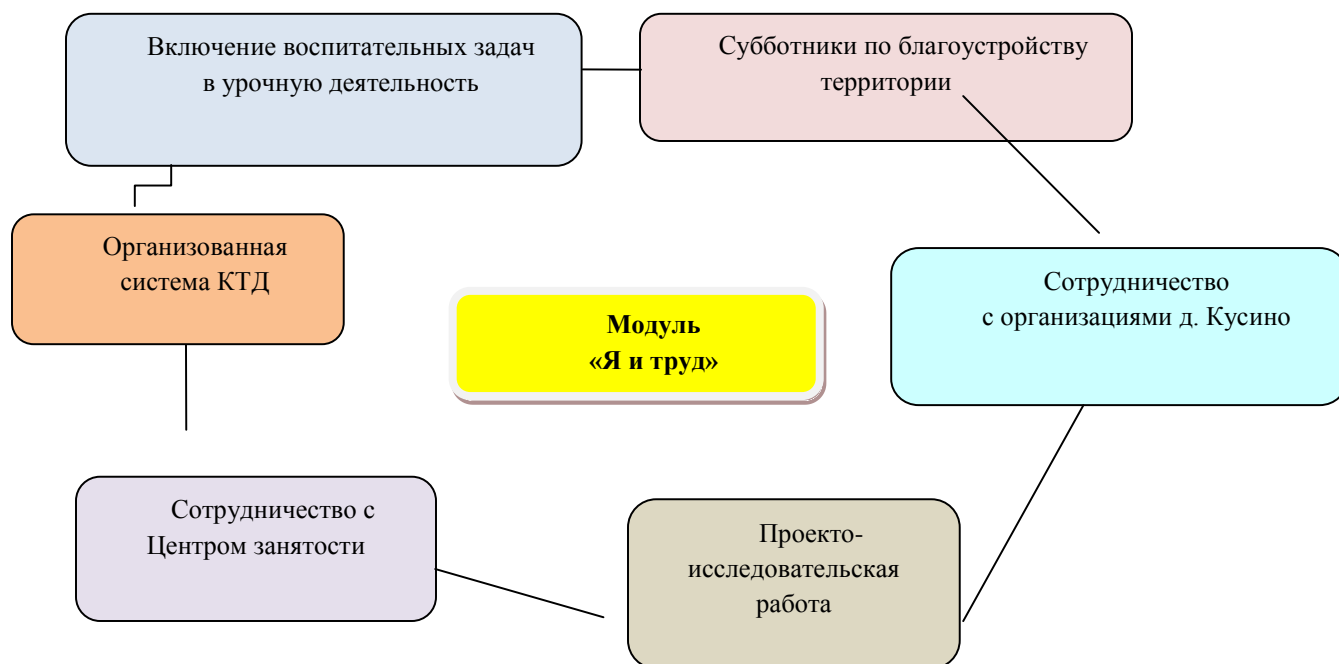 Включение воспитательных задач
в урочную деятельность
Субботники по благоустройству
территории
Организованная
система КТД
Сотрудничество
с организациями д. Кусино
Модуль
«Я и труд»
Сотрудничество с
Центром занятости
Проекто-
исследовательская
работа